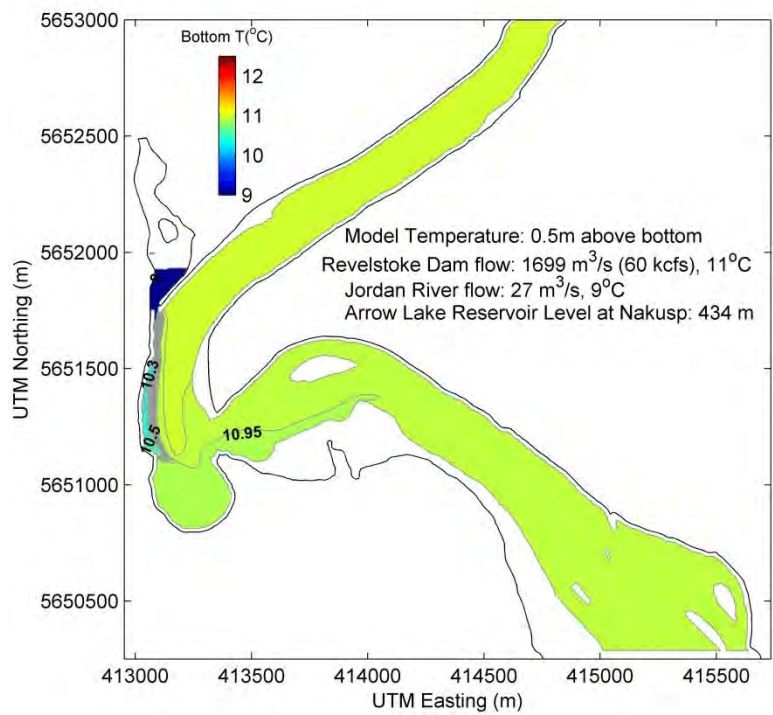 Bottom T(°C)
12
11
10
9
Model Temperature: 0.5m above bottom
Revelstoke Dam flow: 1699 m³/s (60 kcfs), 11°C
Jordan River flow: 27 m³/s, 9°C
Arrow Lake Reservoir Level at Nakusp: 434 m
10.3
10.5
10.95
5653000
5652500
5652000
5651500
5651000
5650500
UTM Northing (m)
413000 413500 414000 414500 415000 415500
UTM Easting (m)